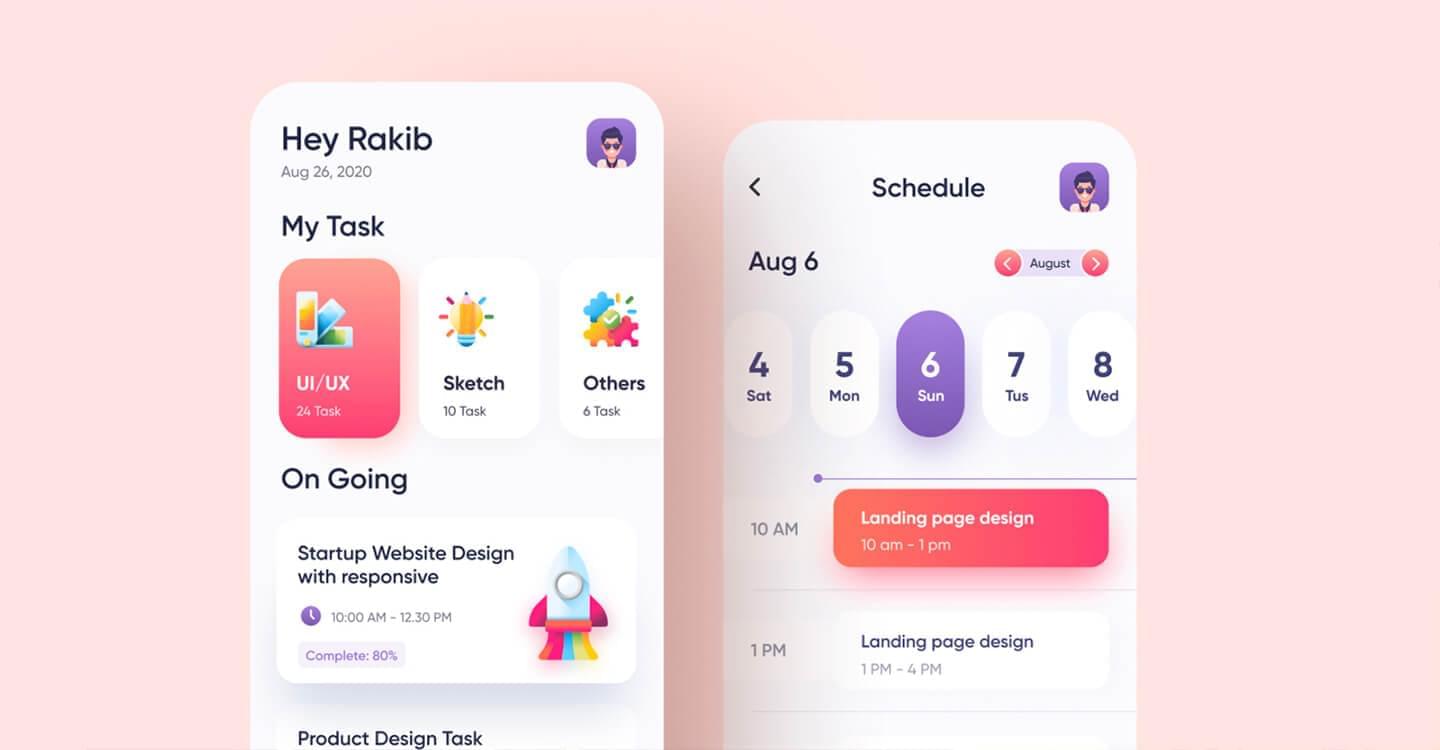 Hey Rakib
Aug 26, 2020
My Task
UI/UX
24 Task
Sketch
10 Task
Others
6 Task
On Going
Startup Website Design
with responsive
10:00 AM - 12.30 PM
Complete: 80%
Product Design Task
Schedule
Aug 6
August
4
Sat
5
Mon
6
Sun
7
Tus
8
Wed
10 AM
Landing page design
10 am - 1 pm
1 PM
Landing page design
1 PM - 4 PM